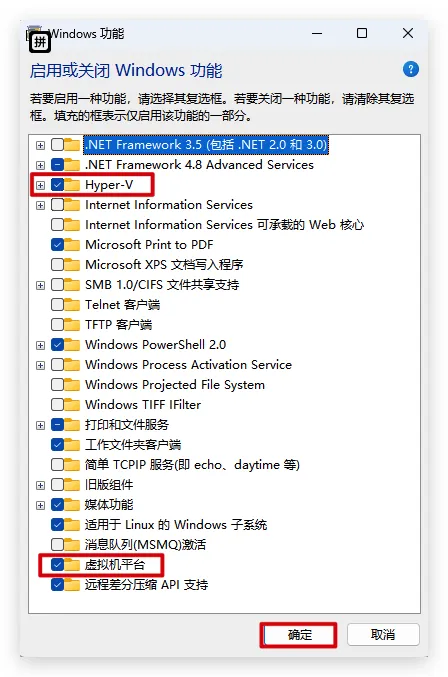 拼
Windows 功能
启用或关闭 Windows 功能
?
若要启用一种功能，请选择其复选框。若要关闭一种功能，请清除其复选
框。填充的框表示仅启用该功能的一部分。
.NET Framework 3.5 (包括 .NET 2.0 和 3.0)
.NET Framework 4.8 Advanced Services
Hyper-V
Internet Information Services
Internet Information Services 可承载的 Web 核心
Microsoft Print to PDF
Microsoft XPS 文档写入程序
SMB 1.0/CIFS 文件共享支持
Telnet 客户端
TFTP 客户端
Windows PowerShell 2.0
Windows Process Activation Service
Windows Projected File System
Windows TIFF IFilter
打印和文件服务
工作文件夹客户端
简单 TCPIP 服务(即 echo、daytime 等)
旧版组件
媒体功能
适用于 Linux 的 Windows 子系统
消息队列(MSMQ)激活
虚拟机平台
远程差分压缩 API 支持
确定
取消